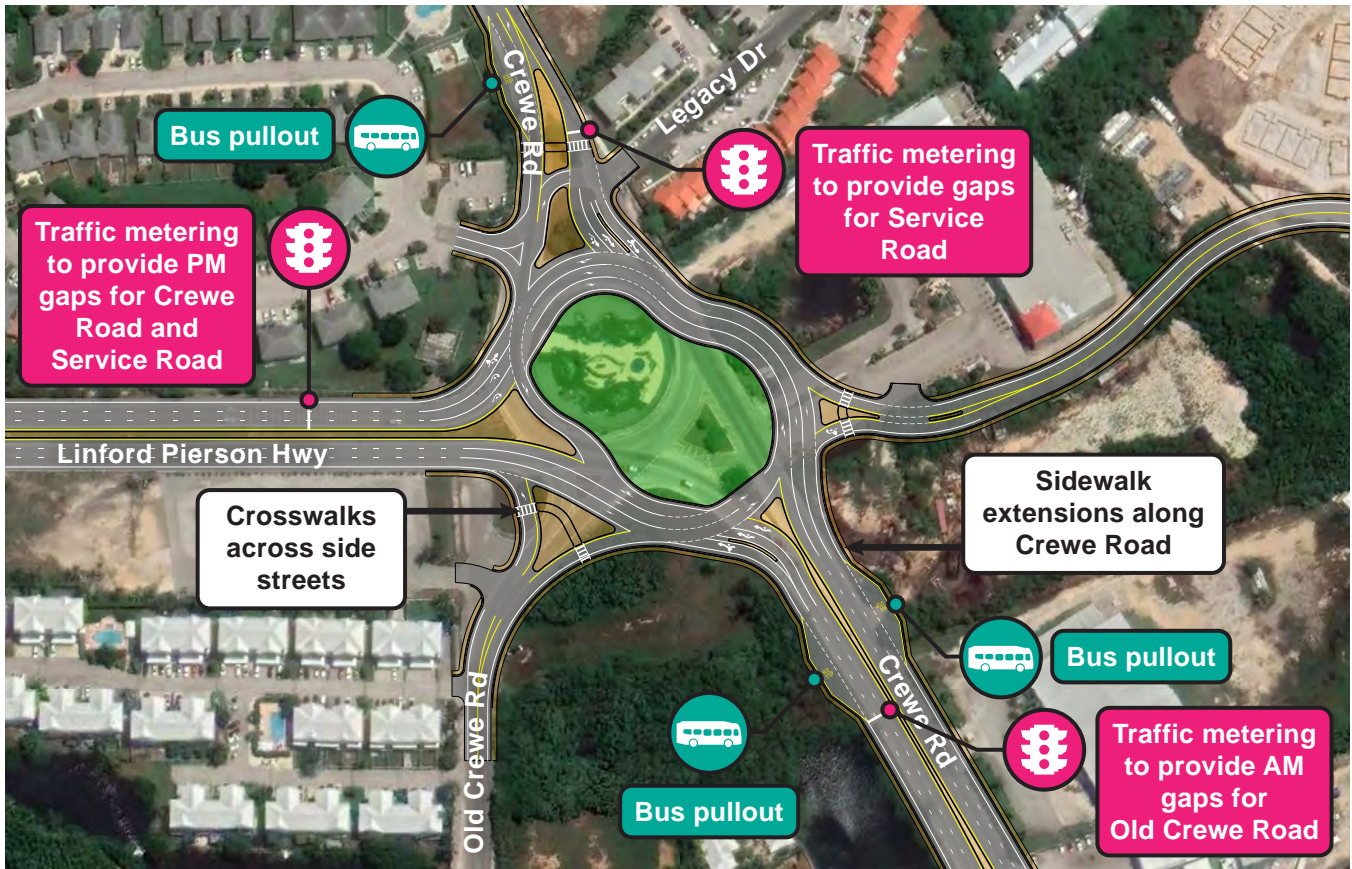 Crewe Rd
Legacy Dr
Bus pullout
Traffic metering
to provide gaps
for Service
Road
Traffic metering
to provide PM
gaps for Crewe
Road and
Service Road
Linford Pierson Hwy
Crosswalks
across side
streets
Sidewalk
extensions along
Crewe Road
Bus pullout
Crewe Rd
Old Crewe Rd
Bus pullout
Traffic metering
to provide AM
gaps for
Old Crewe Road